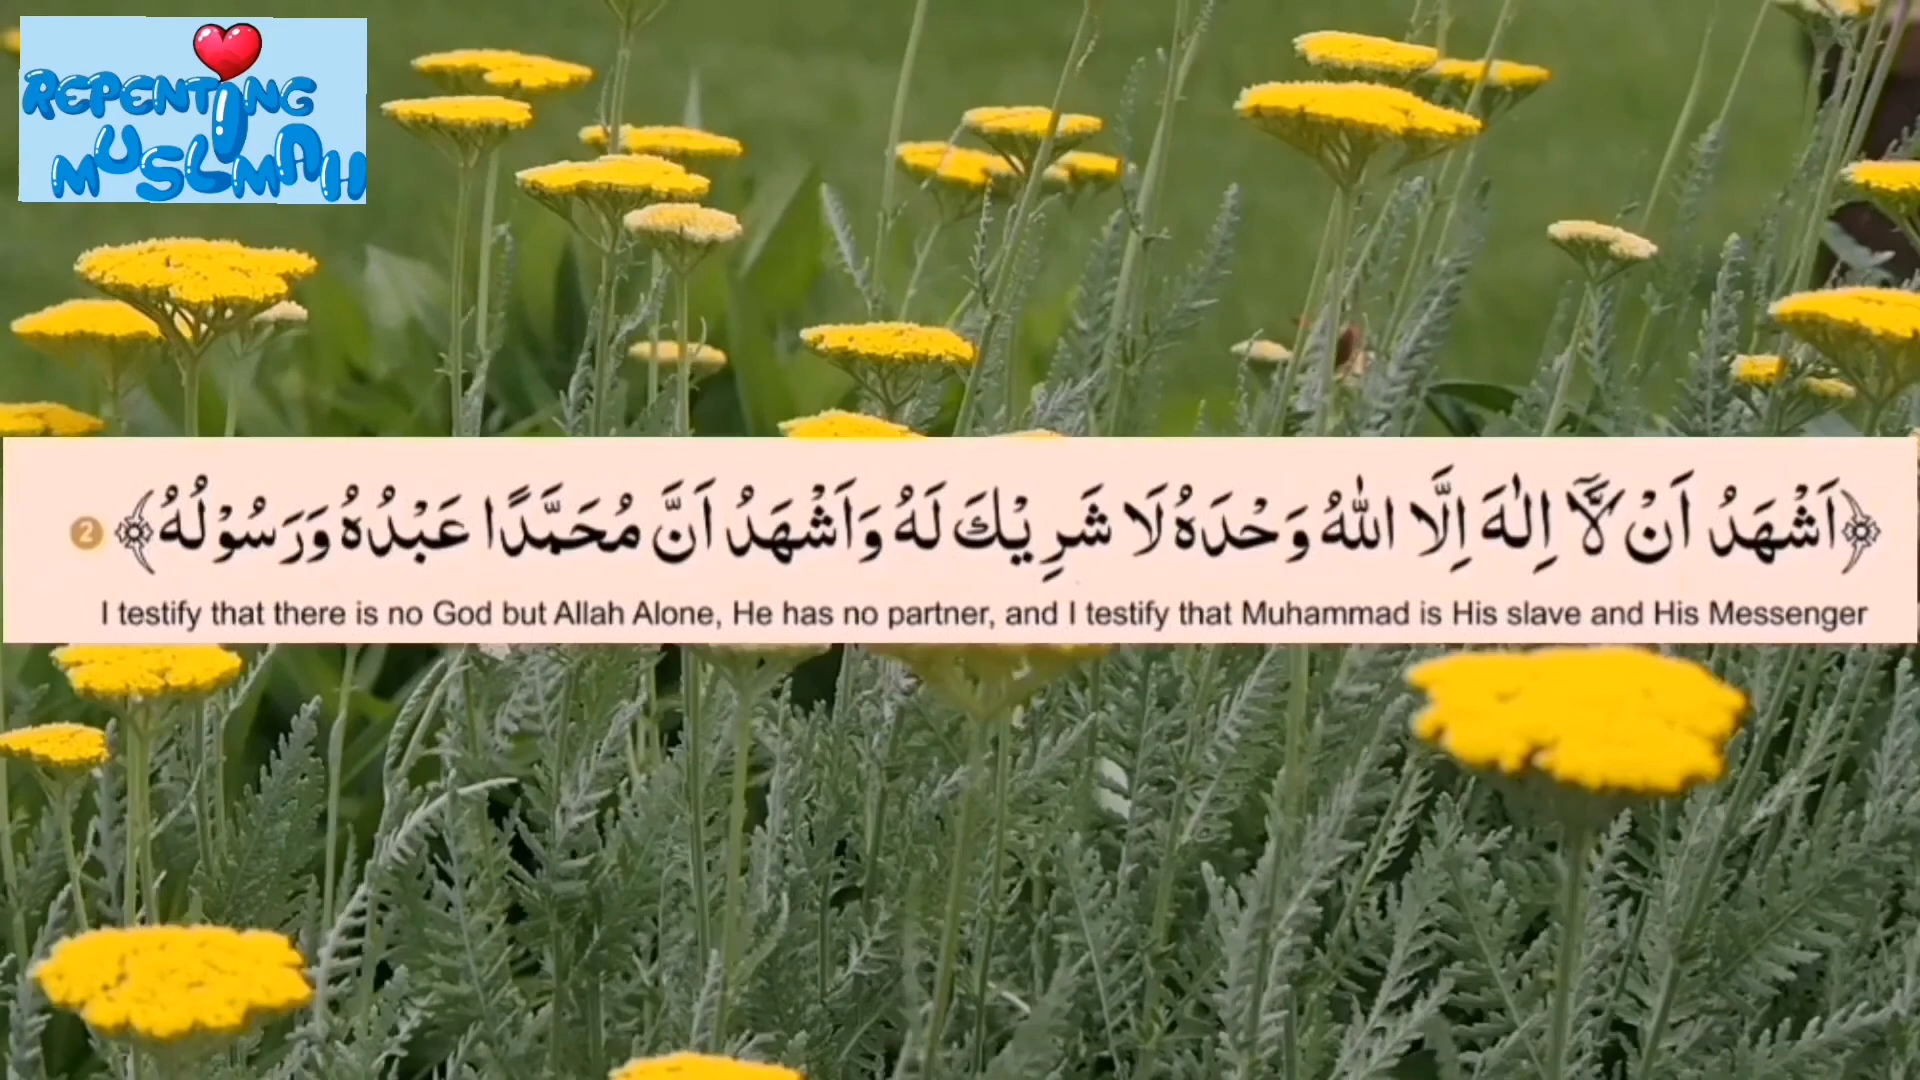 REPENTING
MUSLIMAH
﴿اَشْهَدُ اَنْ لَّآ اِلٰهَ اِلَّا اللّٰهُ وَحْدَهُ لَا شَرِيْكَ لَهُ وَاَشْهَدُ اَنَّ مُحَمَّدًا عَبْدُهُ وَرَسُوْلُهُ﴾ 2
I testify that there is no God but Allah Alone, He has no partner, and I testify that Muhammad is His slave and His Messenger